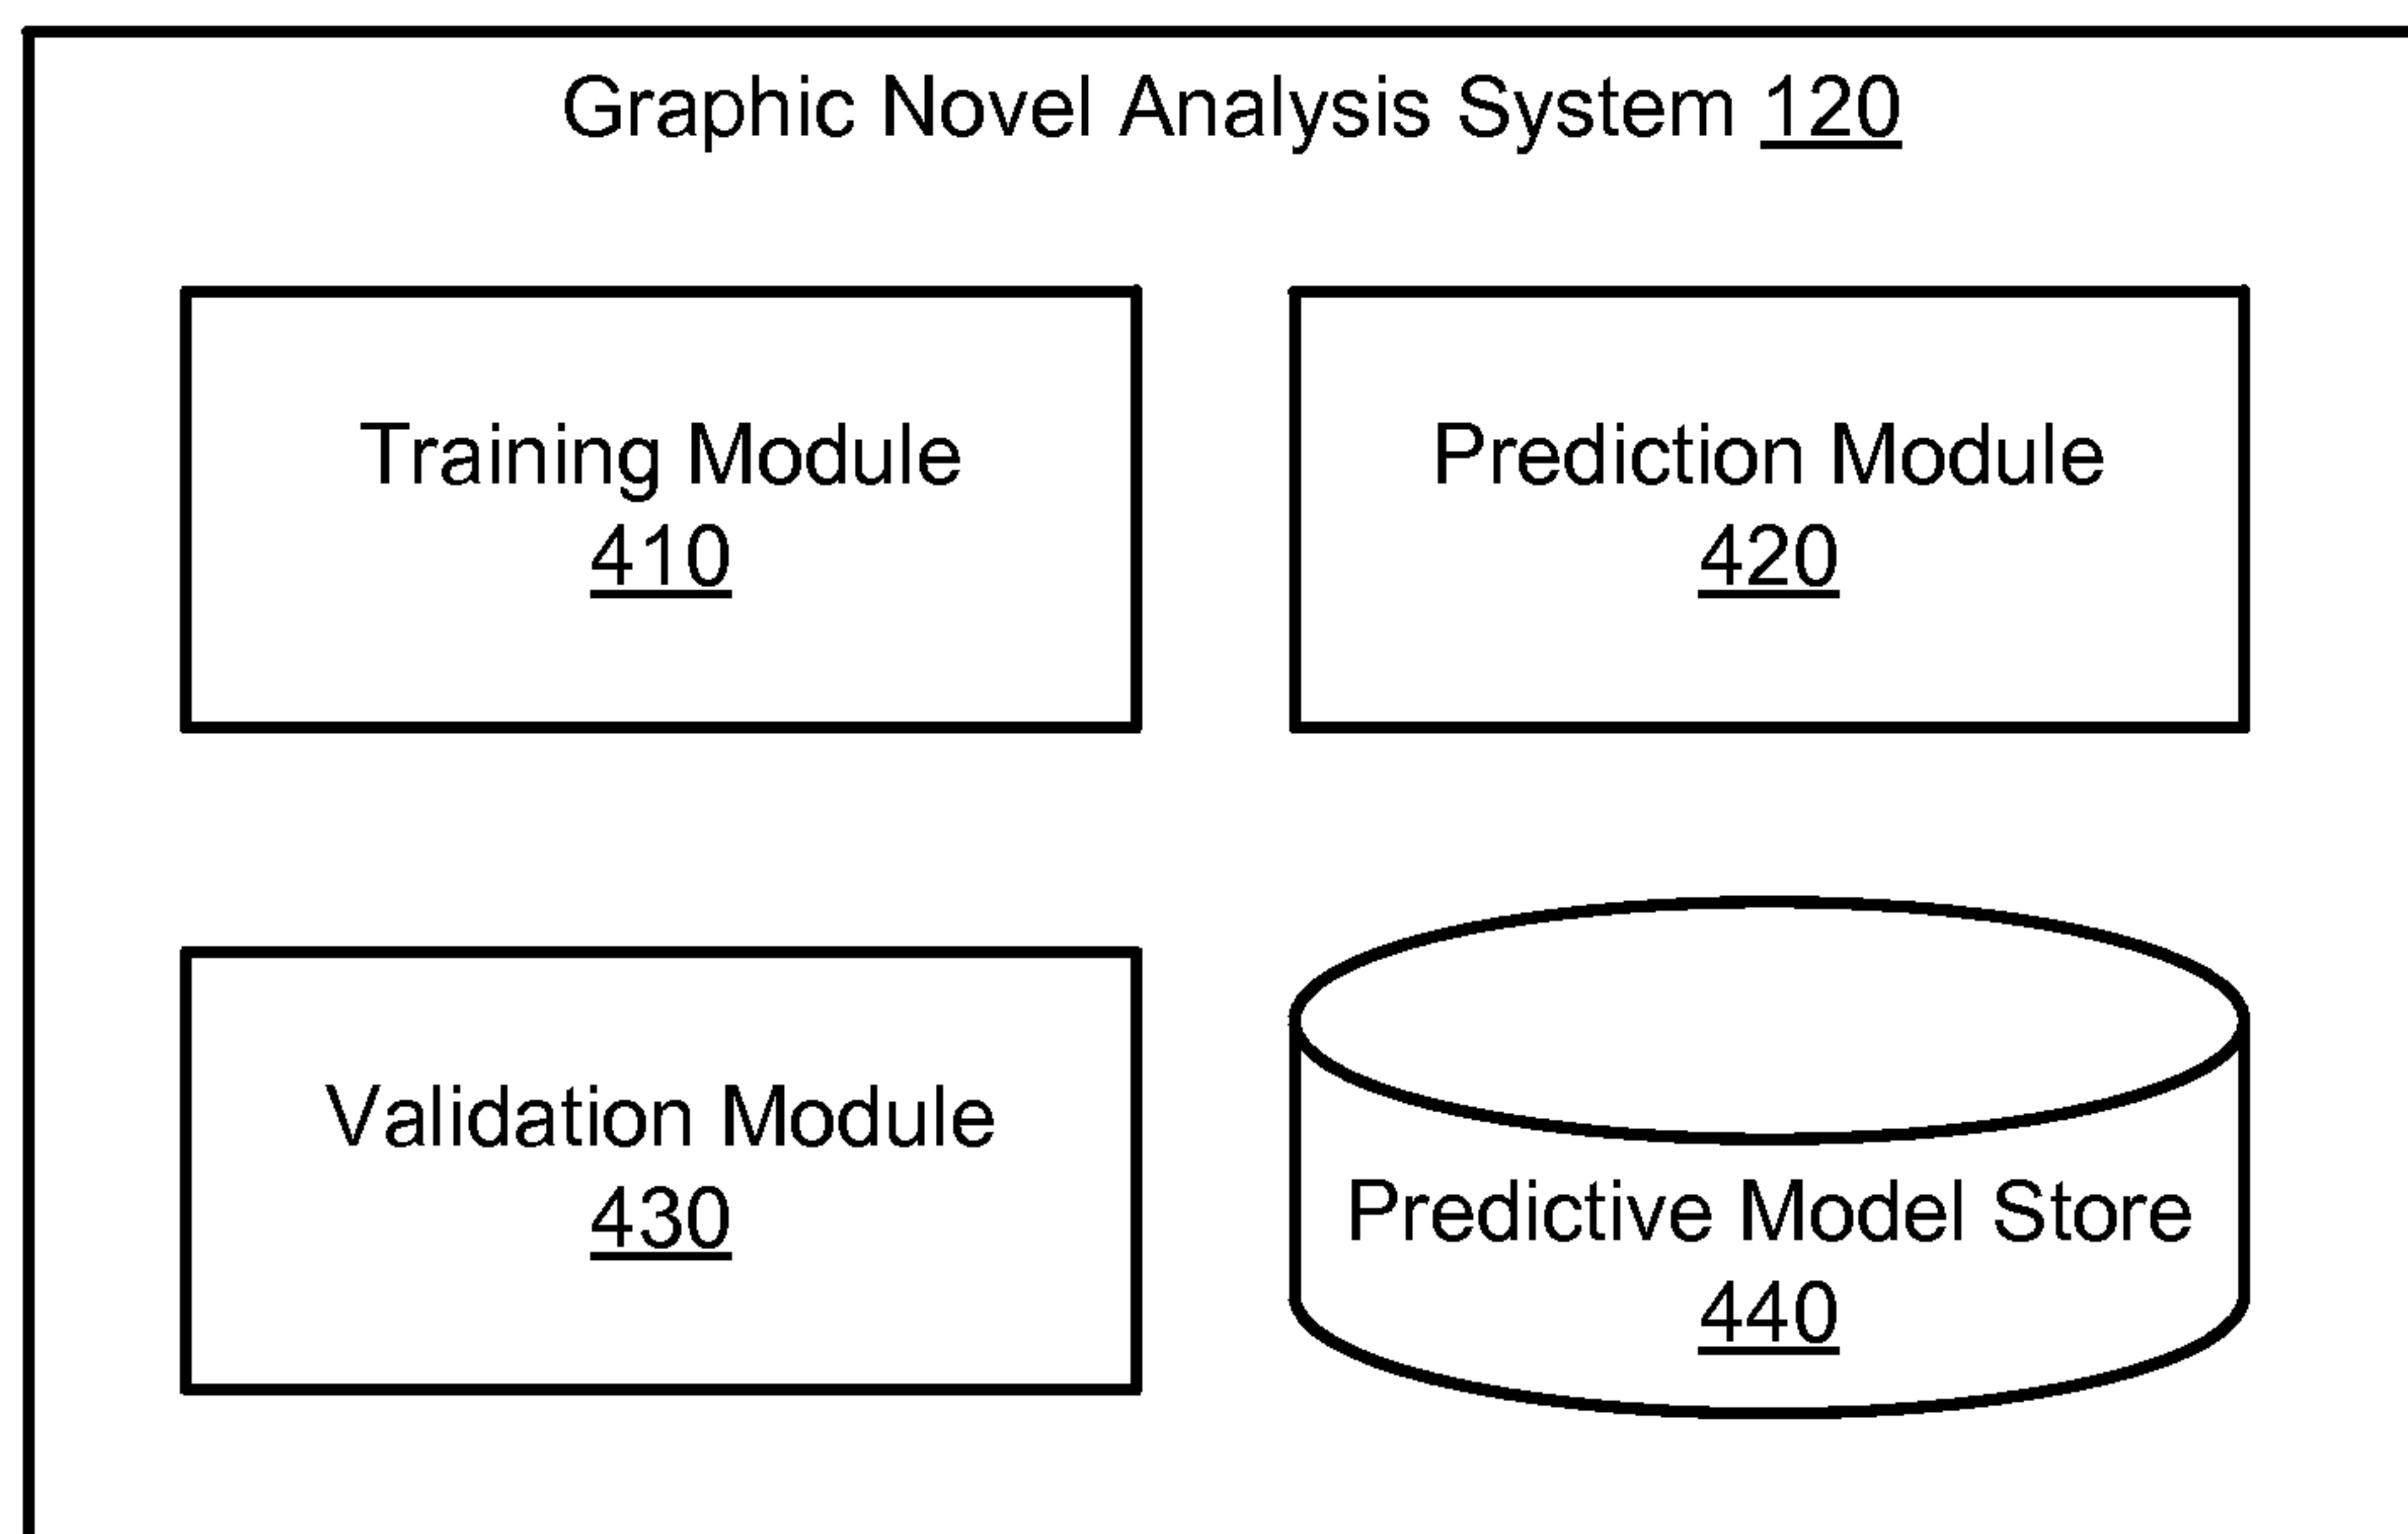 Graphic Novel Analysis System 120
Training Module
410
Prediction Module
420
Validation Module
430
Predictive Model Store
440